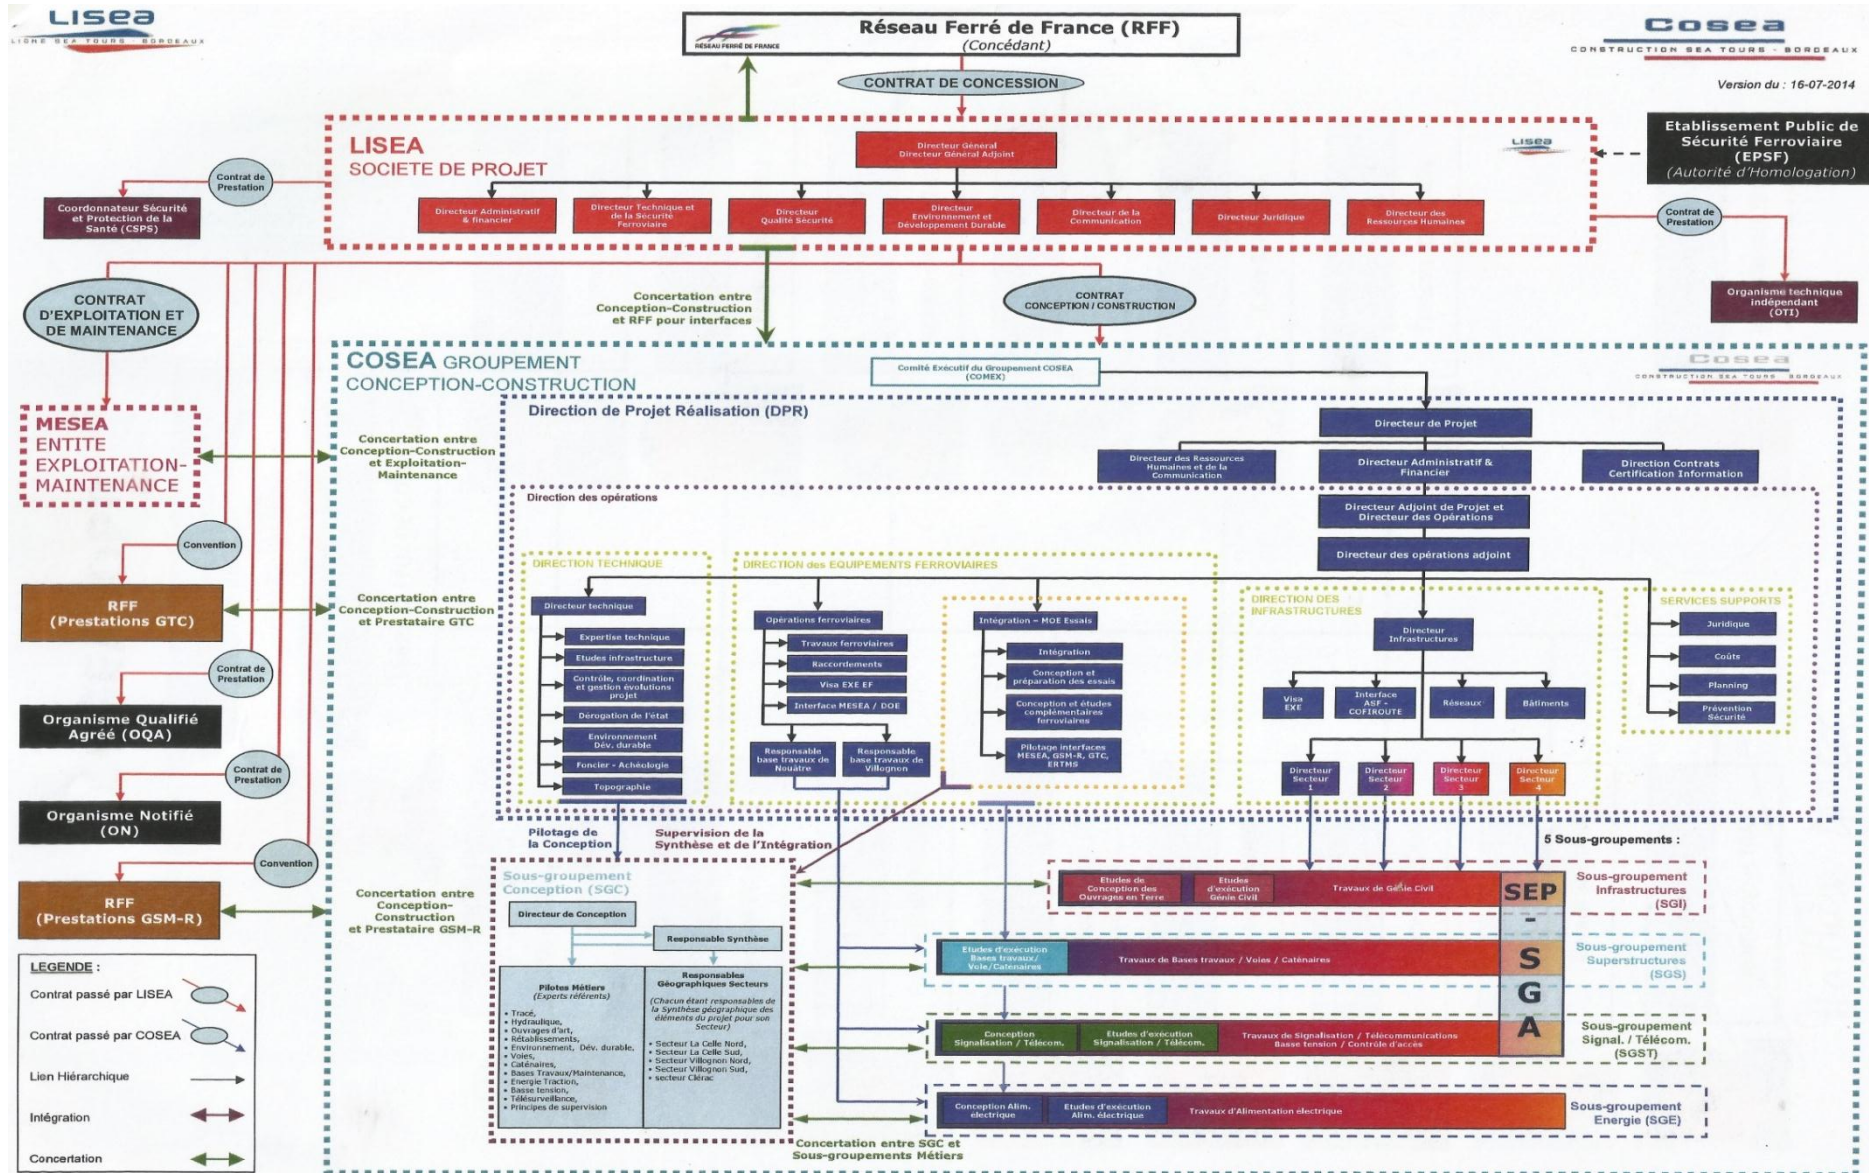 LISEA
LIGNE SEA TOURS - BORDEAUX
RÉSEAU FERRÉ DE FRANCE
Réseau Ferré de France (RFF)
(Concédant)
Cosea
CONSTRUCTION SEA TOURS - BORDEAUX
Version du : 16-07-2014
CONTRAT DE CONCESSION
LISEA
SOCIETE DE PROJET
Directeur Général
Directeur Général Adjoint
LISEA
Directeur Administratif
& financier
Directeur Technique et
de la Sécurité
Ferroviaire
Directeur
Qualité Sécurité
Directeur
Environnement et
Développement Durable
Directeur de la
Communication
Directeur Juridique
Directeur des
Ressources Humaines
Etablissement Public de
Sécurité Ferroviaire
(EPSF)
(Autorité d'Homologation)
Contrat de
Prestation
Coordonnateur Sécurité
et Protection de la
Santé (CSPS)
Contrat de
Prestation
Organisme technique
indépendant
(OTI)
CONTRAT
D'EXPLOITATION ET
DE MAINTENANCE
Concertation entre
Conception-Construction
et RFF pour interfaces
CONTRAT
CONCEPTION / CONSTRUCTION
MESEA
ENTITE
EXPLOITATION-
MAINTENANCE
Convention
RFF
(Prestations GTC)
Contrat de
Prestation
Organisme Qualifié
Agréé (OQA)
Contrat de
Prestation
Organisme Notifié
(ON)
Convention
RFF
(Prestations GSM-R)
COSEA GROUPEMENT
CONCEPTION-CONSTRUCTION
Comité Exécutif du Groupement COSEA
(COMEX)
Cosea
CONSTRUCTION SEA TOURS - BORDEAUX
Concertation entre
Conception-Construction
et Exploitation-
Maintenance
Concertation entre
Conception-Construction
et Prestataire GTC
Concertation entre
Conception-
Construction
et Prestataire GSM-R
Direction de Projet Réalisation (DPR)
Directeur de Projet
Directeur des Ressources
Humaines et de la
Communication
Directeur Administratif &
Financier
Direction Contrats
Certification Information
Direction des opérations
Directeur Adjoint de Projet et
Directeur des Opérations
Directeur des opérations adjoint
DIRECTION TECHNIQUE
Directeur technique
Expertise technique
Etudes infrastructure
Contrôle, coordination
et gestion évolutions
projet
Dérogation de l'état
Environnement
Dév. durable
Foncier - Achéologie
Topographie
DIRECTION des EQUIPEMENTS FERROVIAIRES
Opérations ferroviaires
Travaux ferroviaires
Raccordements
Visa EXE EF
Interface MESEA / DOE
Responsable
base travaux de
Nouâtre
Responsable
base travaux de
Villognon
Intégration – MOE Essais
Intégration
Conception et
préparation des essais
Conception et études
complémentaires
ferroviaires
Pilotage interfaces
MESEA, GSM-R, GTC,
ERTMS
DIRECTION DES
INFRASTRUCTURES
Directeur
Infrastructures
Visa
EXE
Interface
ASF -
COFIROUTE
Réseaux
Bâtiments
Directeur
Secteur
1
Directeur
Secteur
2
Directeur
Secteur
3
Directeur
Secteur
4
SERVICES SUPPORTS
Juridique
Coûts
Planning
Prévention
Sécurité
Pilotage de
la Conception
Supervision de la
Synthèse et de l'Intégration
5 Sous-groupements :
Sous-groupement
Conception (SGC)
Directeur de Conception
Responsable Synthèse
Pilotes Métiers
(Experts référents)
• Tracé,
• Hydraulique,
• Ouvrages d'art,
• Rétablissements,
• Environnement, Dév. durable,
• Voies,
• Caténaires,
• Bases Travaux/Maintenance,
• Energie Traction,
• Basse tension,
• Télésurveillance,
• Principes de supervision
Responsables
Géographiques Secteurs
(Chacun étant responsables de
la Synthèse géographique des
éléments du projet pour son
Secteur)
• Secteur La Celle Nord,
• Secteur La Celle Sud,
• Secteur Villognon Nord,
• Secteur Villognon Sud,
• secteur Clérac
Etudes de
Conception des
Ouvrages en Terre
Etudes
d'exécution
Génie Civil
Travaux de Génie Civil
Sous-groupement
Infrastructures
(SGI)
Etudes d'exécution
Bases travaux/
Voie/Caténaires
Travaux de Bases travaux / Voies / Caténaires
Sous-groupement
Superstructures
(SGS)
Conception
Signalisation / Télécom.
Etudes d'exécution
Signalisation / Télécom.
Travaux de Signalisation / Télécommunications
Basse tension / Contrôle d'accès
Sous-groupement
Signal. / Télécom.
(SGST)
Conception Alim.
électrique
Etudes d'exécution
Alim. électrique
Travaux d'Alimentation électrique
Sous-groupement
Energie (SGE)
SEP
-
S
G
A
Concertation entre SGC et
Sous-groupements Métiers
LEGENDE :
Contrat passé par LISEA
Contrat passé par COSEA
Lien Hiérarchique
Intégration
Concertation